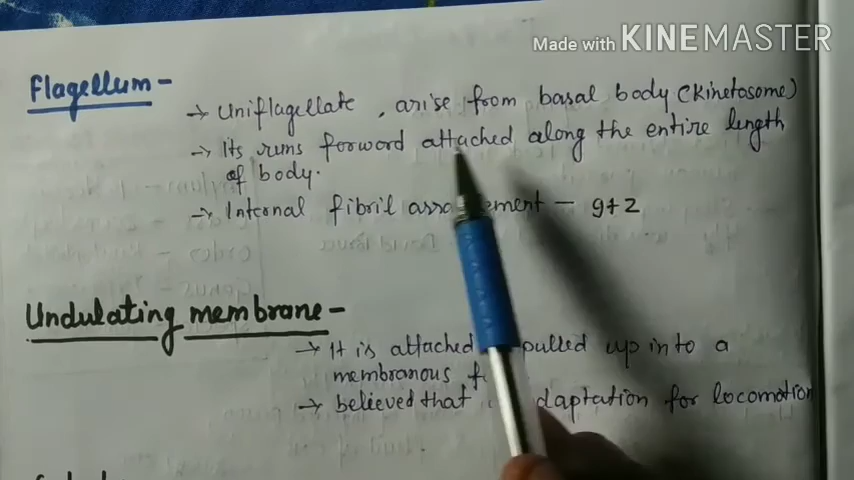 Made with KINEMASTER
Flagellum -
→ Uniflagellate, arise from basal body (Kinetosome)
→ Its runs forward attached along the entire length
of body.
→ Internal fibril ement - 9+2
Undulating membrane -
→ It is attached pulled up into a
membranous
→ believed that daptation for locomotion